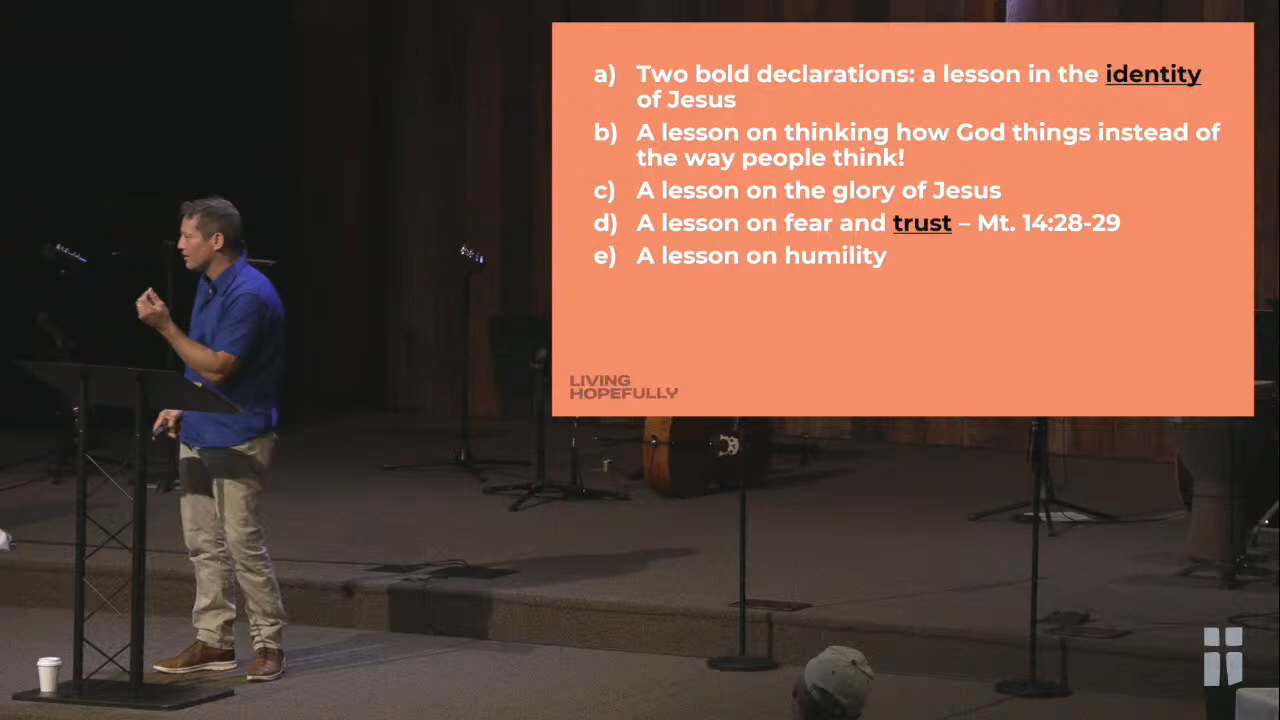 a) Two bold declarations: a lesson in the identity
of Jesus
b) A lesson on thinking how God things instead of
the way people think!
c) A lesson on the glory of Jesus
d) A lesson on fear and trust – Mt. 14:28-29
e) A lesson on humility
LIVING
HOPEFULLY